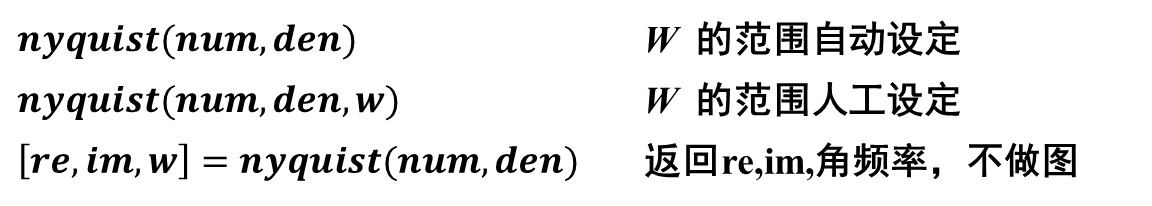 nyquist(num,den) W 的范围自动设定
nyquist(num,den,w) W 的范围人工设定
[re,im,w]=nyquist(num,den) 返回re,im,角频率，不做图